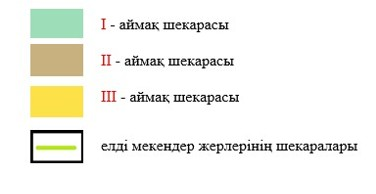 I - аймақ шекарасы
II - аймақ шекарасы
III - аймақ шекарасы
елді мекендер жерлерінің шекаралары